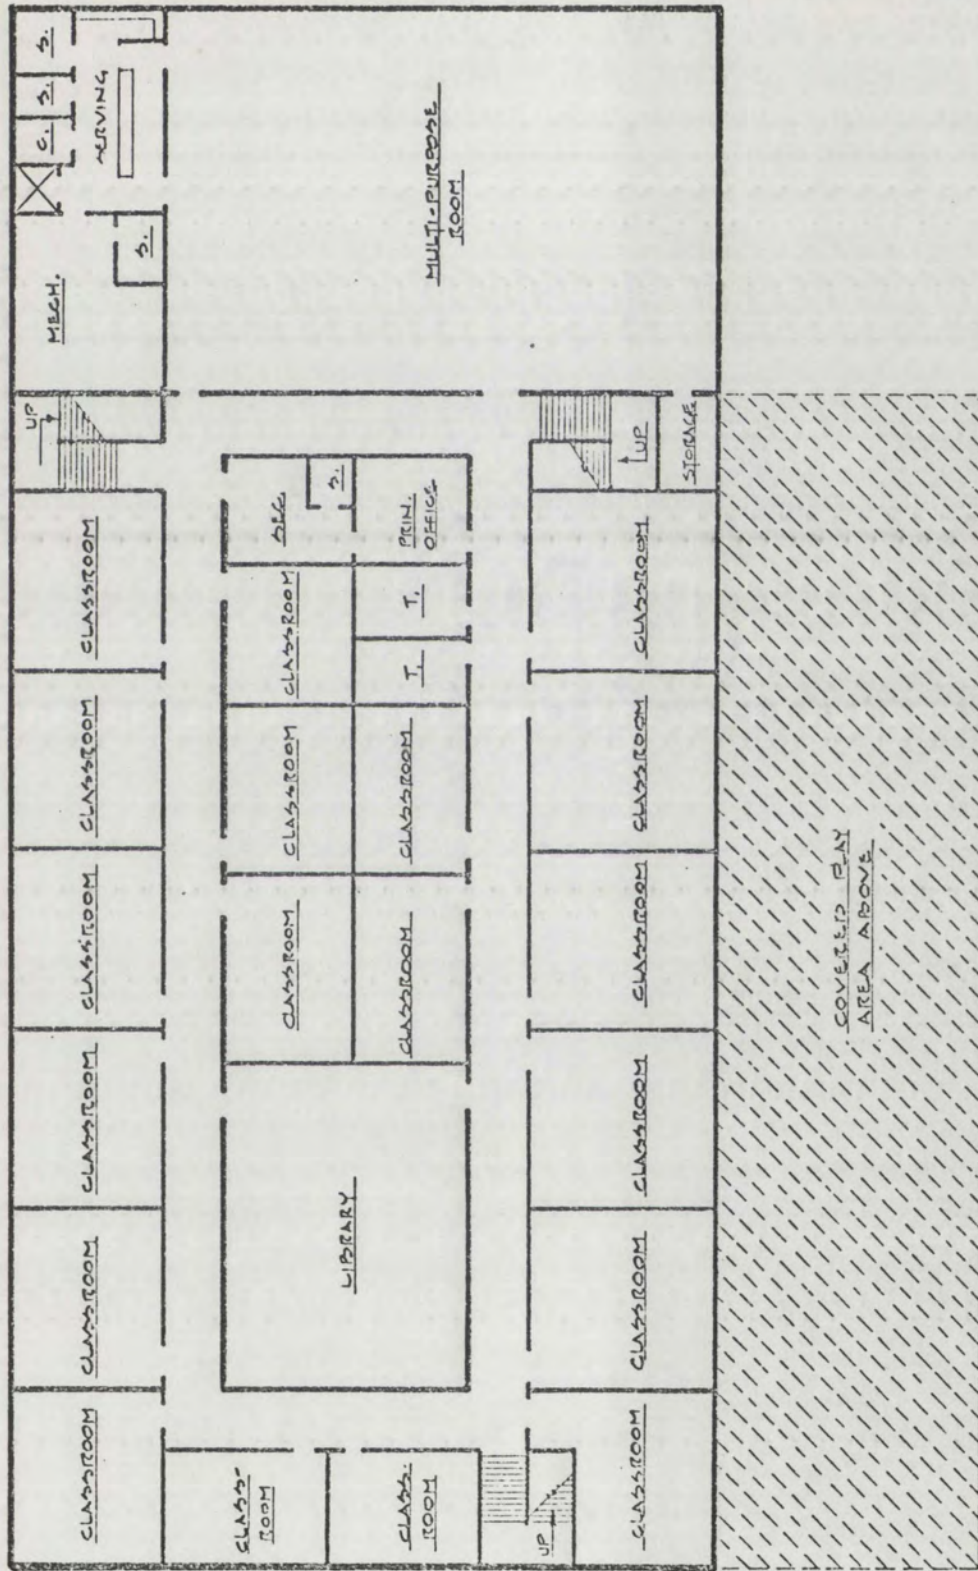 CLASSROOM
CLASSROOM
CLASSROOM
CLASSROOM
CLASSROOM
CLASSROOM
UP
MECH.
S.
C.
S.
S.
SERVING
CLASS-
ROOM
CLASS-
ROOM
LIBRARY
CLASSROOM
CLASSROOM
CLASSROOM
SEC.
S.
CLASSROOM
CLASSROOM
T.
T.
PRIN.
OFFICE
MULTI-PURPOSE
ROOM
UP
CLASSROOM
CLASSROOM
CLASSROOM
CLASSROOM
CLASSROOM
CLASSROOM
UP
STORAGE
COVERED PLAY
AREA ABOVE